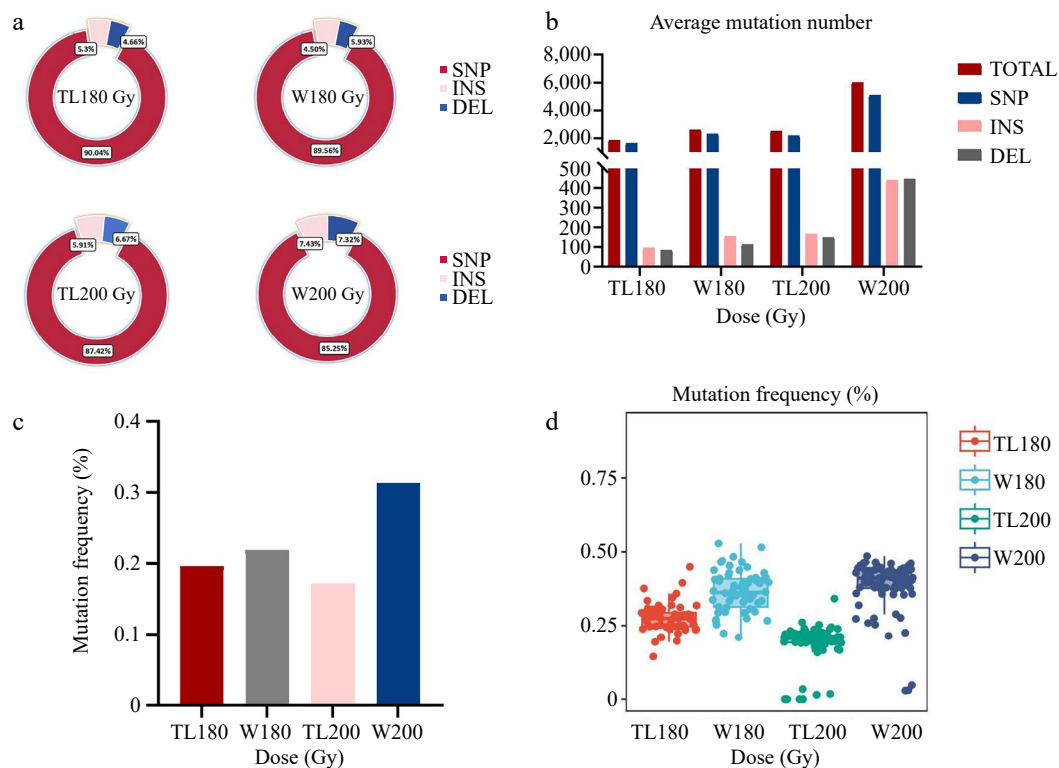 a
5.3%
4.66%
TL180 Gy
90.04%
4.50%
5.93%
W180 Gy
89.56%
SNP
INS
DEL
5.91%
6.67%
TL200 Gy
87.42%
7.43%
7.32%
W200 Gy
85.25%
SNP
INS
DEL
b
Average mutation number
8,000
6,000
4,000
2,000
500
400
300
200
100
0
TL180
W180
TL200
W200
Dose (Gy)
TOTAL
SNP
INS
DEL
c
Mutation frequency (%)
0.4
0.3
0.2
0.1
0
TL180
W180
TL200
W200
Dose (Gy)
d
Mutation frequency (%)
0.75
0.50
0.25
0
TL180
W180
TL200
W200
Dose (Gy)
TL180
W180
TL200
W200